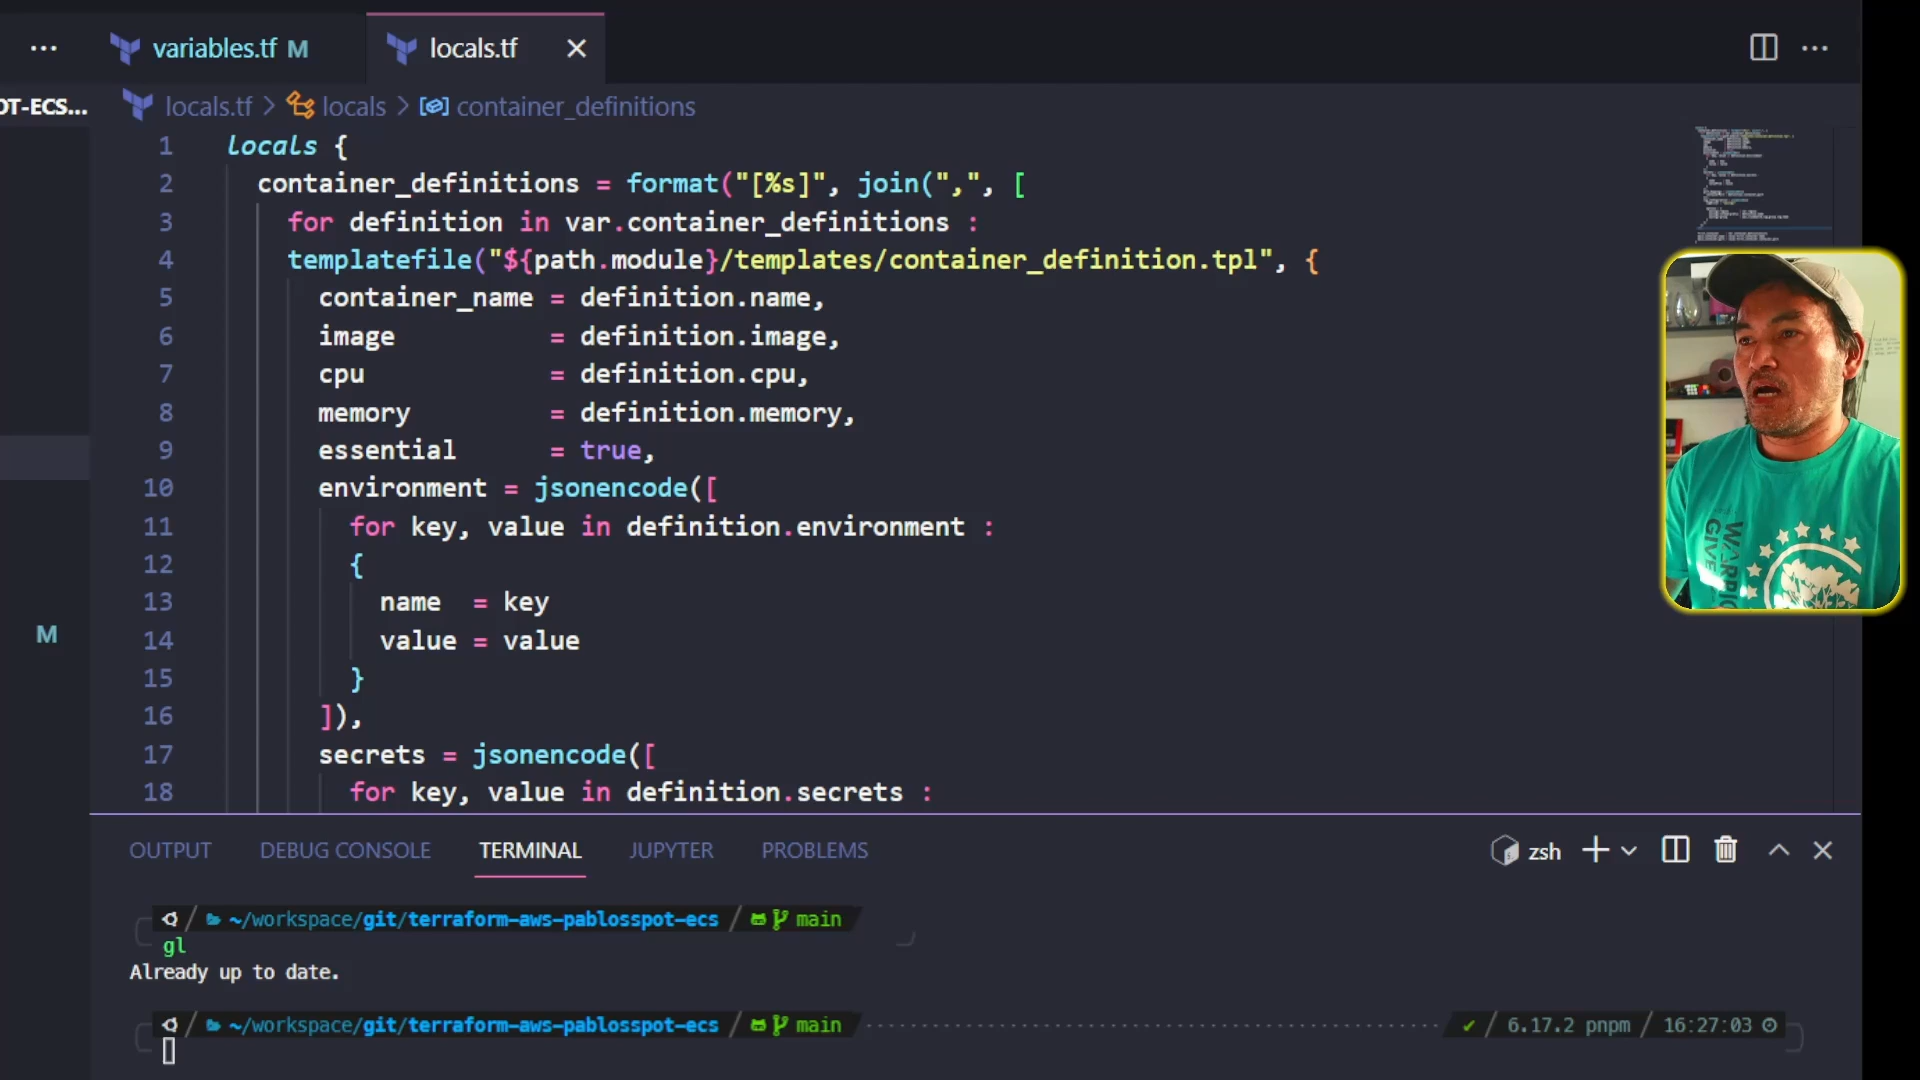 variables.tf M
locals.tf
OT-ECS...
locals.tf > locals > container_definitions
1 locals {
2 container_definitions = format("[%s]", join(",", [
3 for definition in var.container_definitions :
4 templatefile("${path.module}/templates/container_definition.tpl", {
5 container_name = definition.name,
6 image = definition.image,
7 cpu = definition.cpu,
8 memory = definition.memory,
9 essential = true,
10 environment = jsonencode([
11 for key, value in definition.environment :
12 {
13 name = key
14 value = value
15 }
16 ]),
17 secrets = jsonencode([
18 for key, value in definition.secrets :
M
OUTPUT DEBUG CONSOLE TERMINAL JUPYTER PROBLEMS
zsh
~/workspace/git/terraform-aws-pablosspot-ecs / main
gl
Already up to date.
~/workspace/git/terraform-aws-pablosspot-ecs / main
✔ / 6.17.2 pnpm / 16:27:03